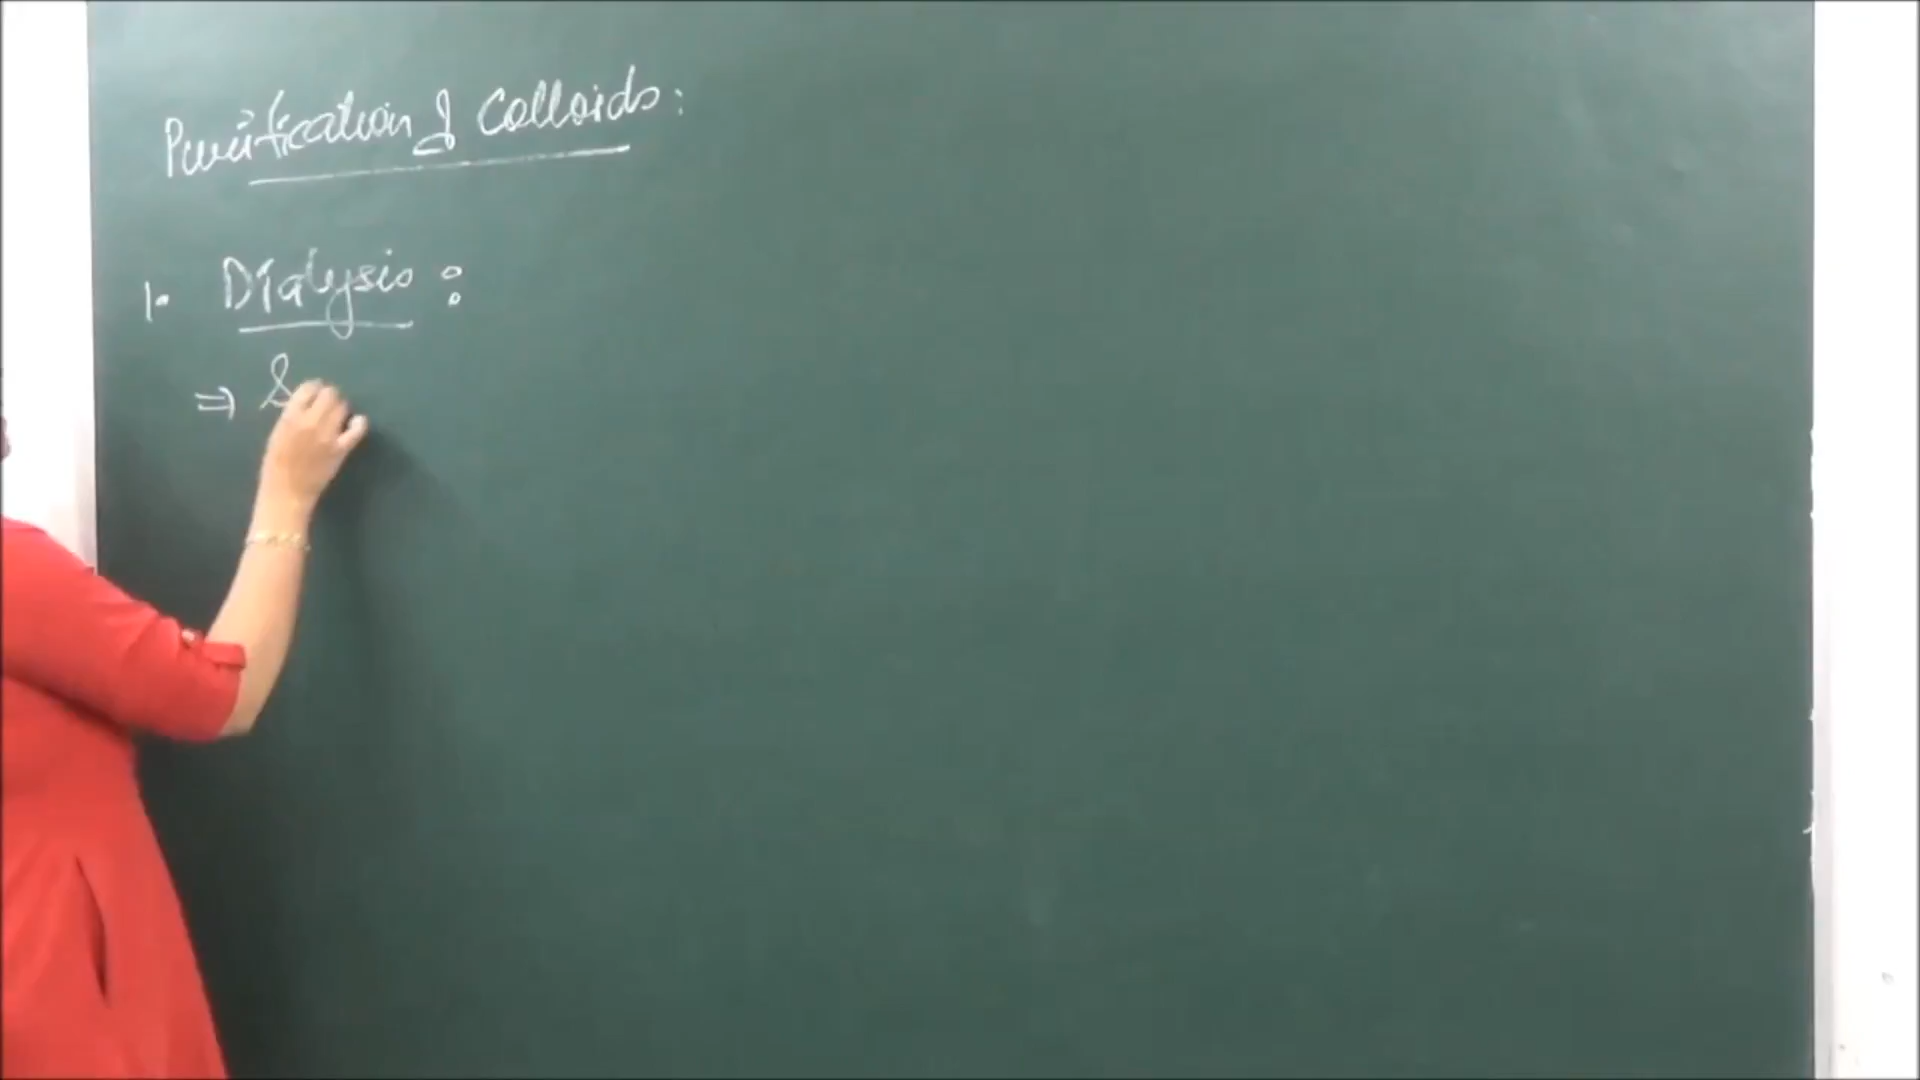 Purification of Colloids:
1. Dialysis:
⇒ S